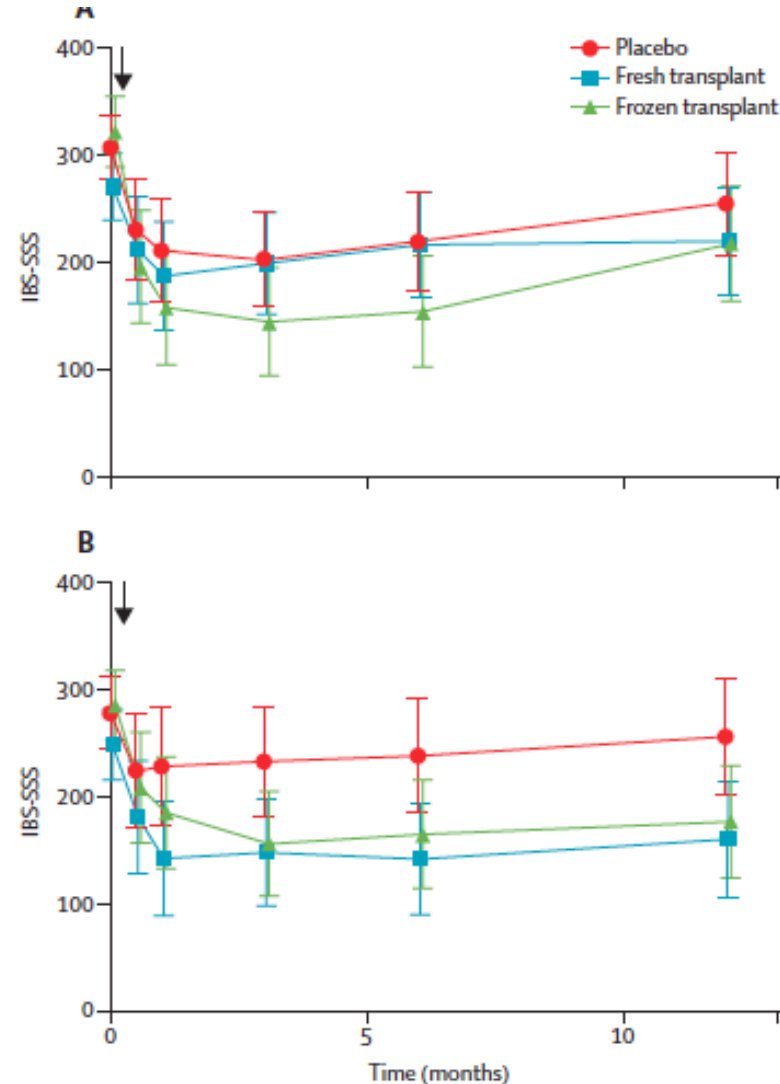 A
400
300
200
100
0
IBS-SSS
Placebo
Fresh transplant
Frozen transplant
B
400
300
200
100
0
IBS-SSS
0
5
10
Time (months)